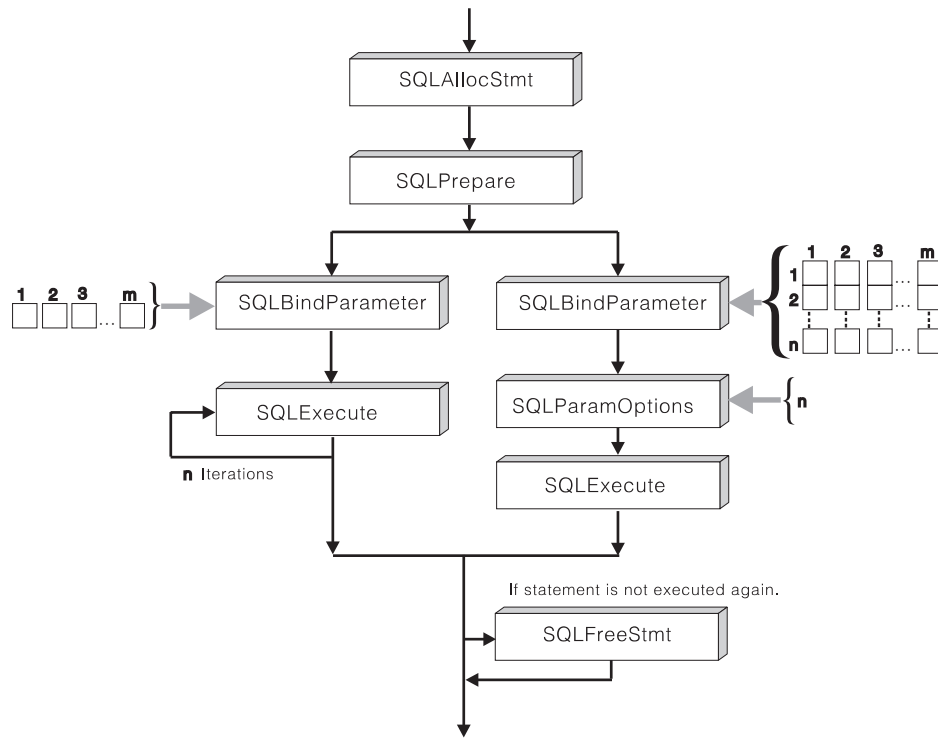 SQLAllocStmt
SQLPrepare
1 2 3 m
...
SQLBindParameter
SQLBindParameter
1 2 3 m
1 ...
2 ...
n ...
SQLExecute
n Iterations
SQLParamOptions
n
SQLExecute
If statement is not executed again.
SQLFreeStmt